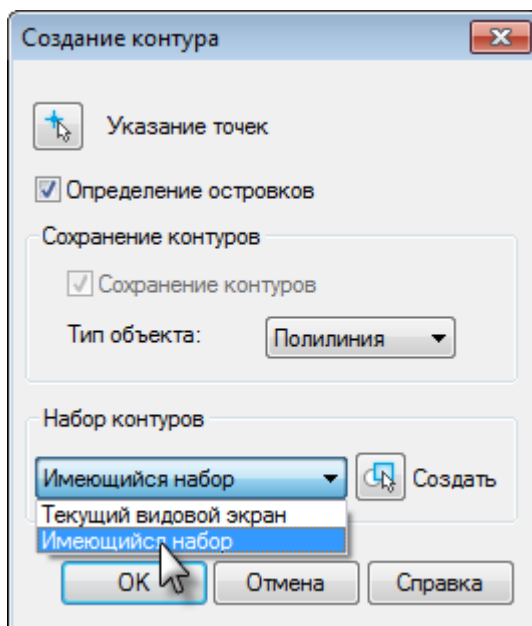 Создание контура
Указание точек
Определение островков
Сохранение контуров
Сохранение контуров
Тип объекта: Полилиния
Набор контуров
Имеющийся набор Создать
Текущий видовой экран
Имеющийся набор
ОК Отмена Справка